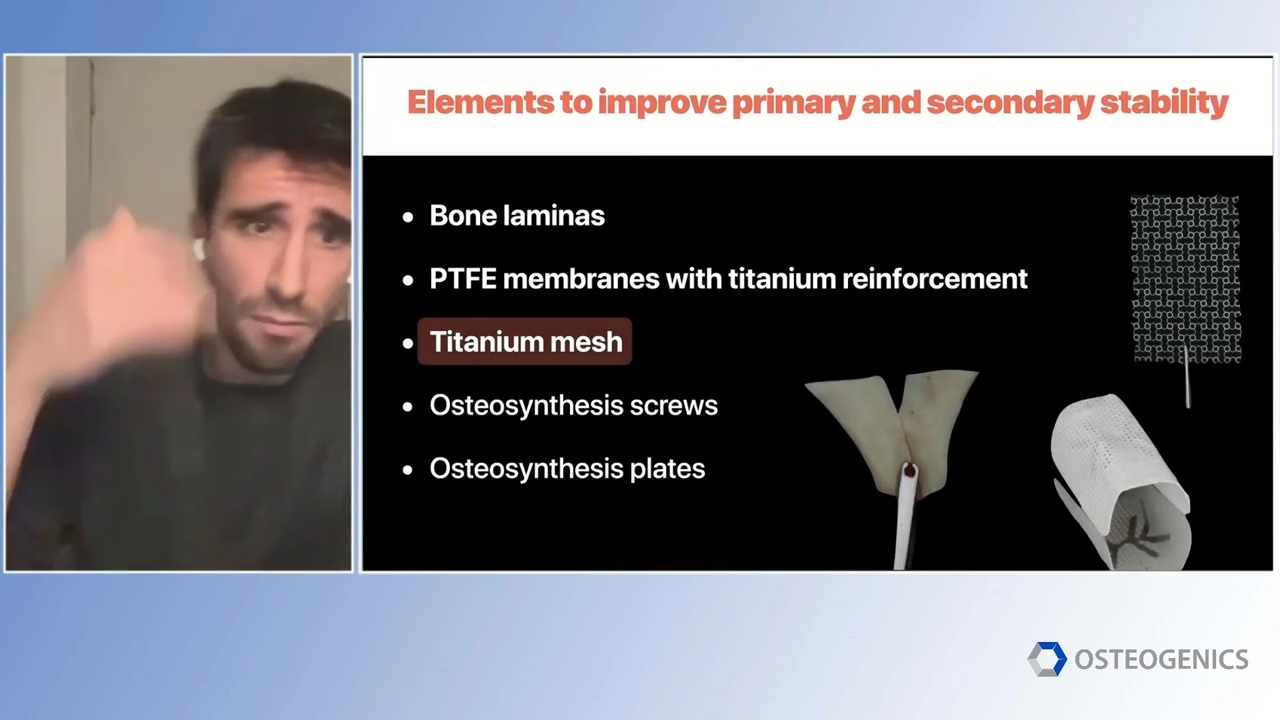 Elements to improve primary and secondary stability
• Bone laminas
• PTFE membranes with titanium reinforcement
• Titanium mesh
• Osteosynthesis screws
• Osteosynthesis plates
OSTEOGENICS